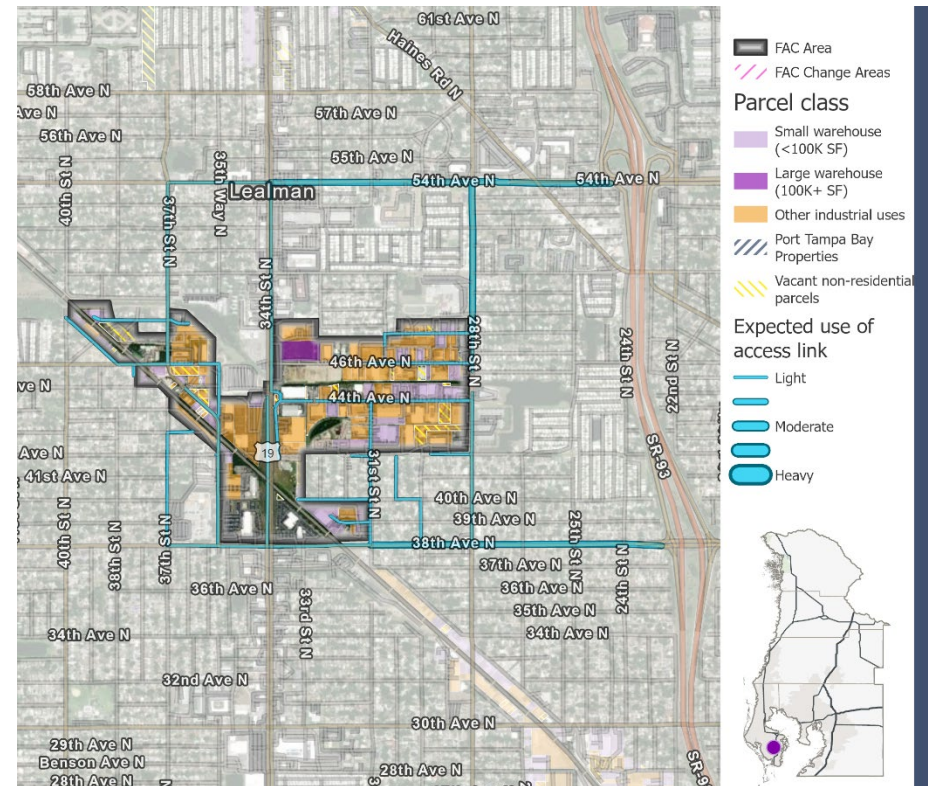 61st Ave N
Haines Rd N
58th Ave N
Ave N
57th Ave N
56th Ave N
55th Ave N
54th Ave N
54th Ave N
Lealman
40th St N
37th St N
35th Way N
34th St N
28th St N
24th St N
22nd St N
46th Ave N
ve N
44th Ave N
19
SR-93
Ave N
41st Ave N
31st St N
40th Ave N
39th Ave N
38th Ave N
40th St N
38th St N
37th St N
25th St N
24th St N
37th Ave N
36th Ave N
36th Ave N
35th Ave N
34th Ave N
34th Ave N
33rd St N
32nd Ave N
30th Ave N
29th Ave N
Benson Ave N
28th Ave N
28th Ave N
SR-9
FAC Area
FAC Change Areas
Parcel class
Small warehouse
(<100K SF)
Large warehouse
(100K+ SF)
Other industrial uses
Port Tampa Bay
Properties
Vacant non-residential
parcels
Expected use of
access link
Light
Moderate
Heavy